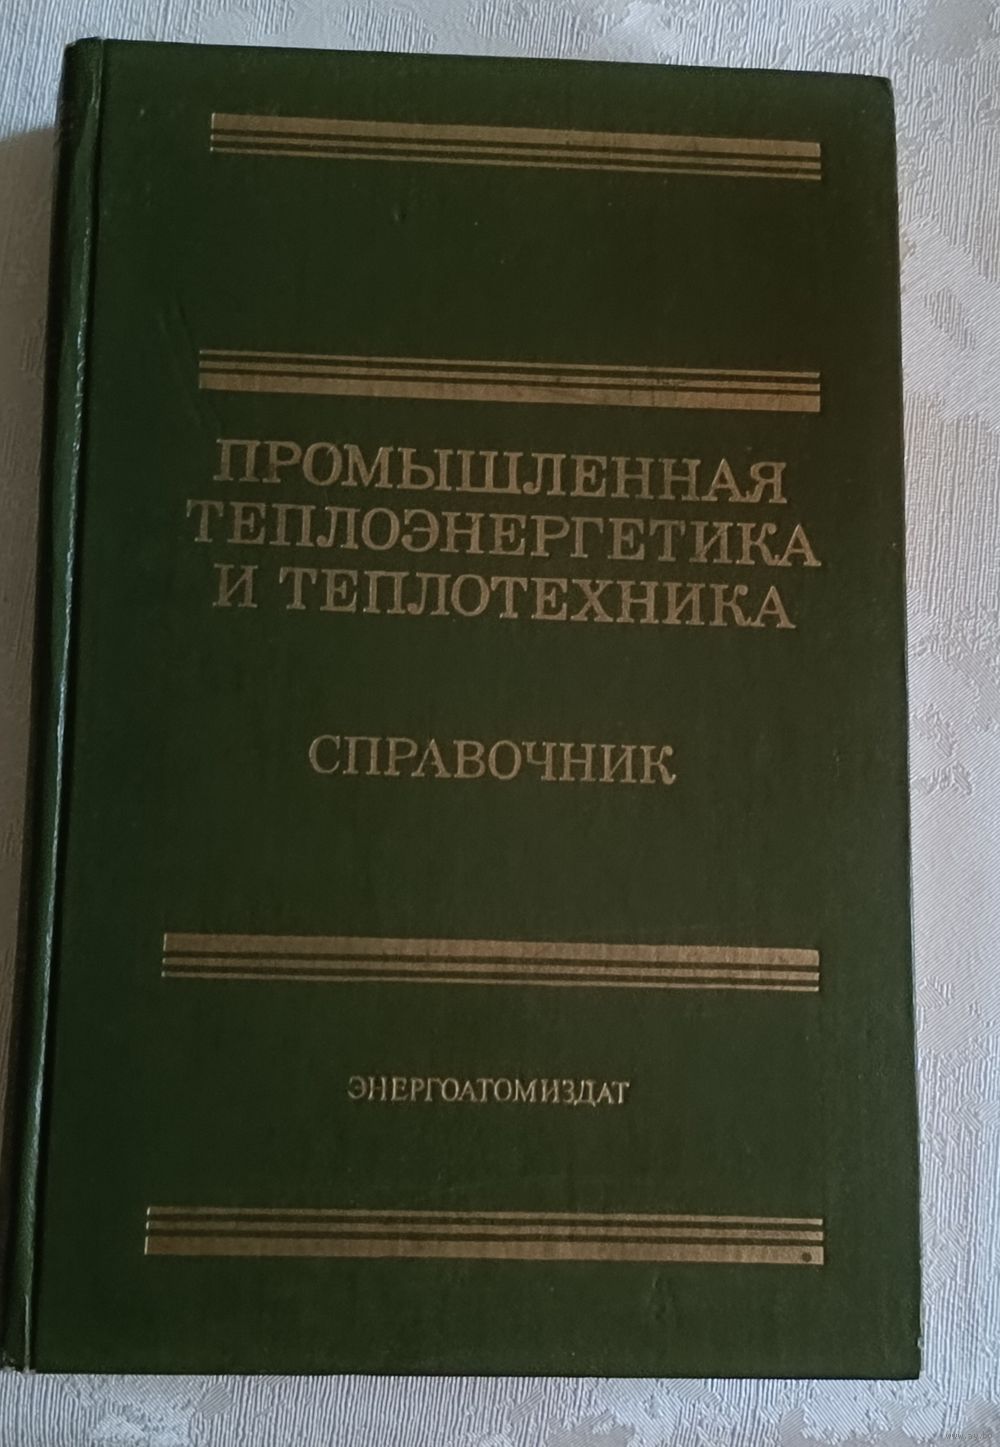 ПРОМЫШЛЕННАЯ
ТЕПЛОЭНЕРГЕТИКА
И ТЕПЛОТЕХНИКА
СПРАВОЧНИК
ЭНЕРГОАТОМИЗДАТ